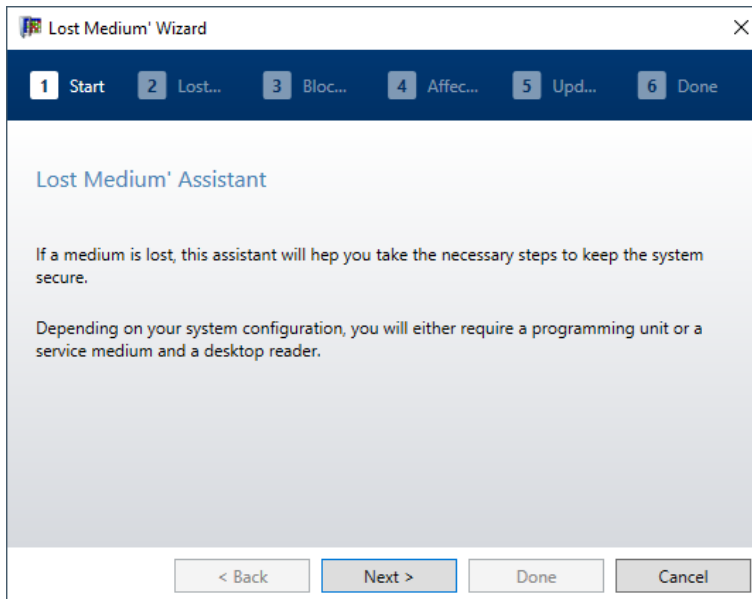 Lost Medium' Wizard
1 Start 2 Lost... 3 Bloc... 4 Affec... 5 Upd... 6 Done
Lost Medium' Assistant
If a medium is lost, this assistant will hep you take the necessary steps to keep the system
secure.
Depending on your system configuration, you will either require a programming unit or a
service medium and a desktop reader.
< Back Next > Done Cancel